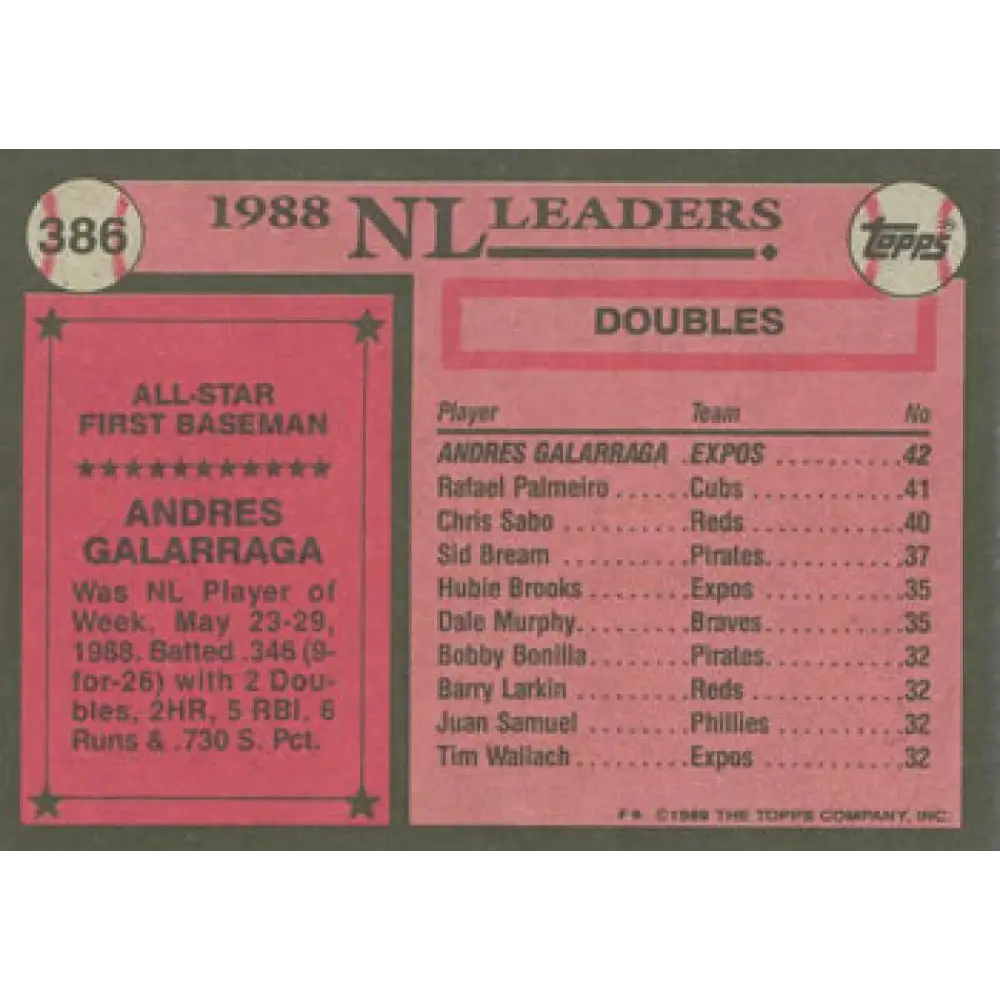 386
1988 NL LEADERS
Topps
ALL-STAR
FIRST BASEMAN
ANDRES
GALARRAGA
Was NL Player of
Week, May 23-29,
1988. Batted .346 (9-
for-26) with 2 Dou-
bles, 2HR, 5 RBI, 6
Runs & .730 S. Pct.
DOUBLES
Player Team No
ANDRES GALARRAGA .EXPOS ..........42
Rafael Palmeiro ......Cubs ............41
Chris Sabo ..........Reds ............40
Sid Bream ...........Pirates...........37
Hubie Brooks ........Expos ...........35
Dale Murphy.........Braves...........35
Bobby Bonilla........Pirates...........32
Barry Larkin .........Reds ............32
Juan Samuel ........Phillies ..........32
Tim Wallach .........Expos ...........32
©1989 THE TOPPS COMPANY, INC.